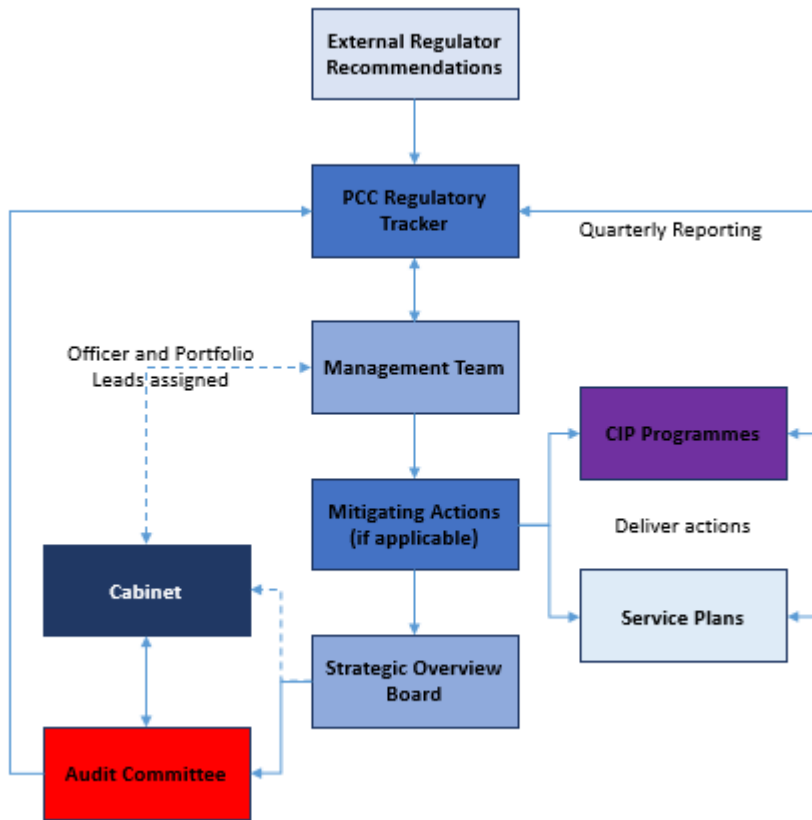 External Regulator
Recommendations
PCC Regulatory
Tracker
Quarterly Reporting
Officer and Portfolio
Leads assigned
Management Team
CIP Programmes
Mitigating Actions
(if applicable)
Deliver actions
Cabinet
Service Plans
Strategic Overview
Board
Audit Committee